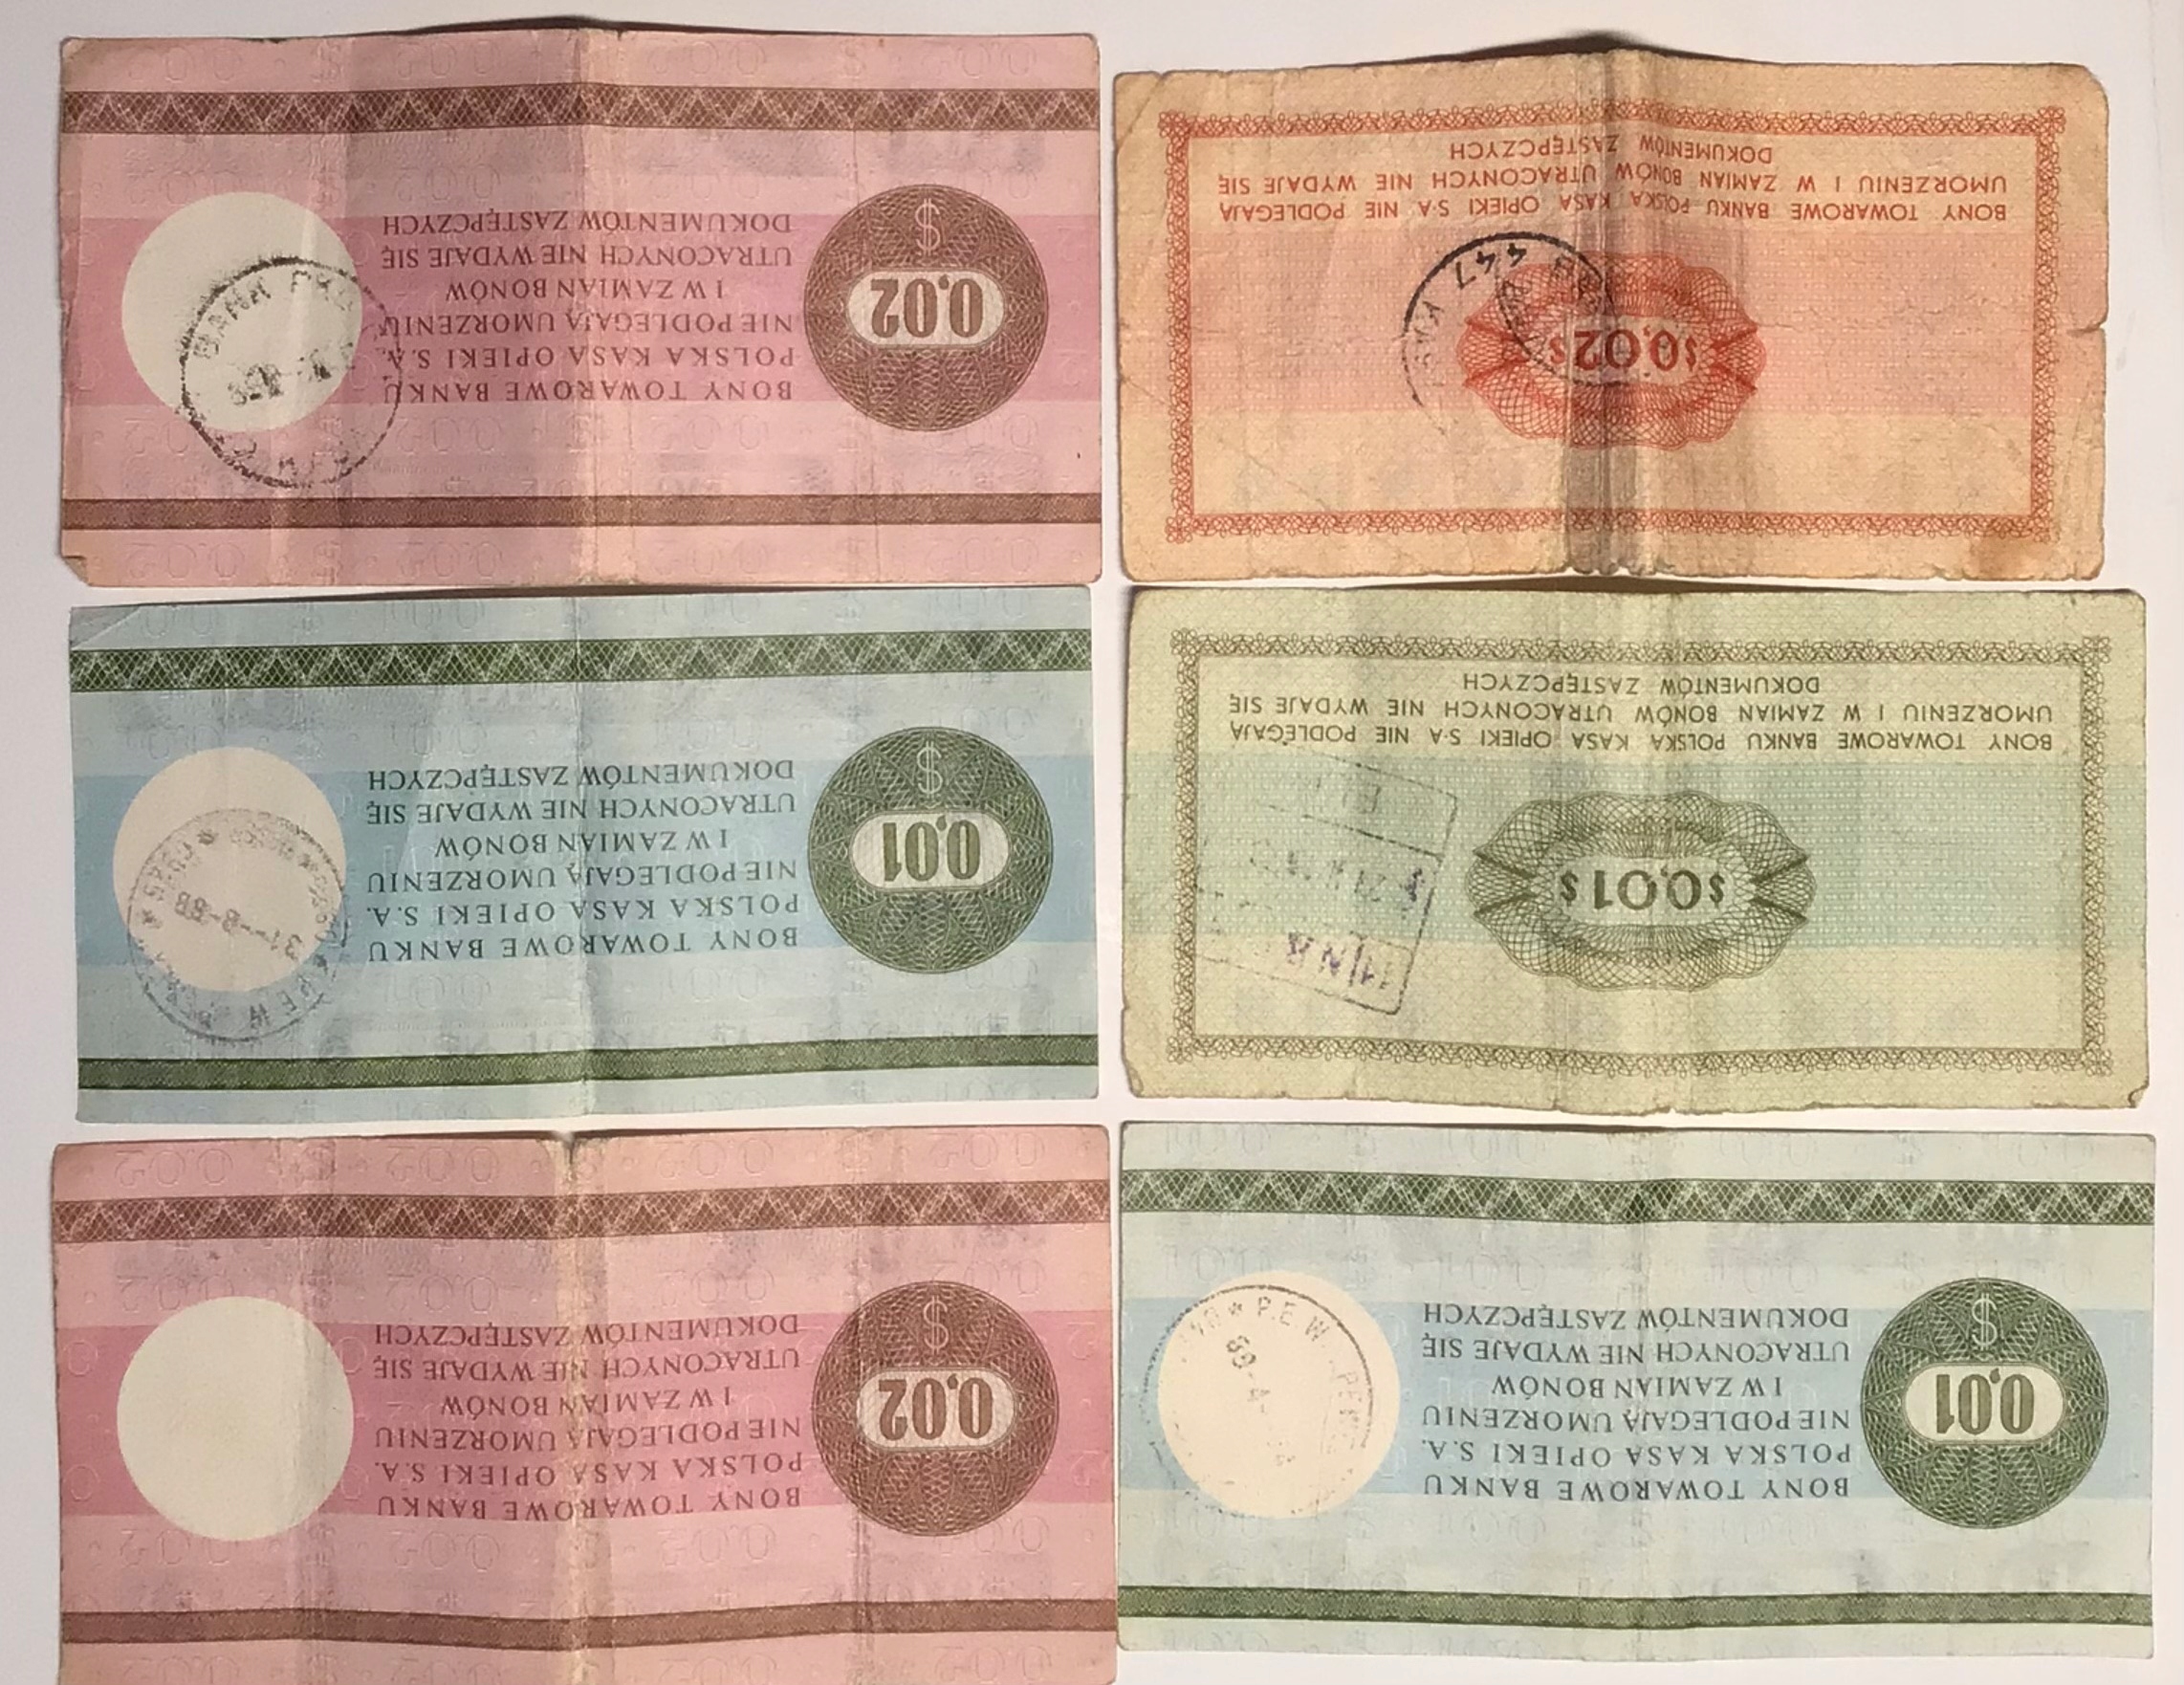 BONY TOWAROWE BANKU
POLSKA KASA OPIEKI S.A.
NIE PODLEGAJĄ UMORZENIU
I W ZAMIAN BONÓW
UTRACONYCH NIE WYDAJE SIĘ
DOKUMENTÓW ZASTĘPCZYCH
0,02
$
BANK
BONY TOWAROWE BANKU POLSKA KASA OPIEKI S·A NIE PODLEGAJĄ
UMORZENIU I W ZAMIAN BONÓW UTRACONYCH NIE WYDAJE SIĘ
DOKUMENTÓW ZASTĘPCZYCH
$0,02$
447
BONY TOWAROWE BANKU
POLSKA KASA OPIEKI S.A.
NIE PODLEGAJĄ UMORZENIU
I W ZAMIAN BONÓW
UTRACONYCH NIE WYDAJE SIĘ
DOKUMENTÓW ZASTĘPCZYCH
0,01
$
31-8-88
BONY TOWAROWE BANKU POLSKA KASA OPIEKI S·A NIE PODLEGAJĄ
UMORZENIU I W ZAMIAN BONÓW UTRACONYCH NIE WYDAJE SIĘ
DOKUMENTÓW ZASTĘPCZYCH
$0,01$
BONY TOWAROWE BANKU
POLSKA KASA OPIEKI S.A.
NIE PODLEGAJĄ UMORZENIU
I W ZAMIAN BONÓW
UTRACONYCH NIE WYDAJE SIĘ
DOKUMENTÓW ZASTĘPCZYCH
0,02
$
BONY TOWAROWE BANKU
POLSKA KASA OPIEKI S.A.
NIE PODLEGAJĄ UMORZENIU
I W ZAMIAN BONÓW
UTRACONYCH NIE WYDAJE SIĘ
DOKUMENTÓW ZASTĘPCZYCH
0,01
$
P.E.W.